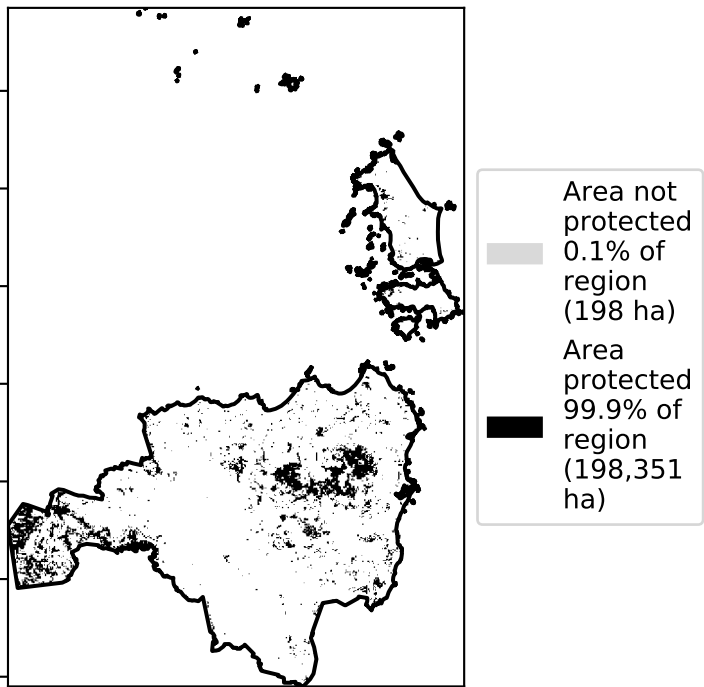 Area not
protected
0.1% of
region
(198 ha)
Area
protected
99.9% of
region
(198,351
ha)